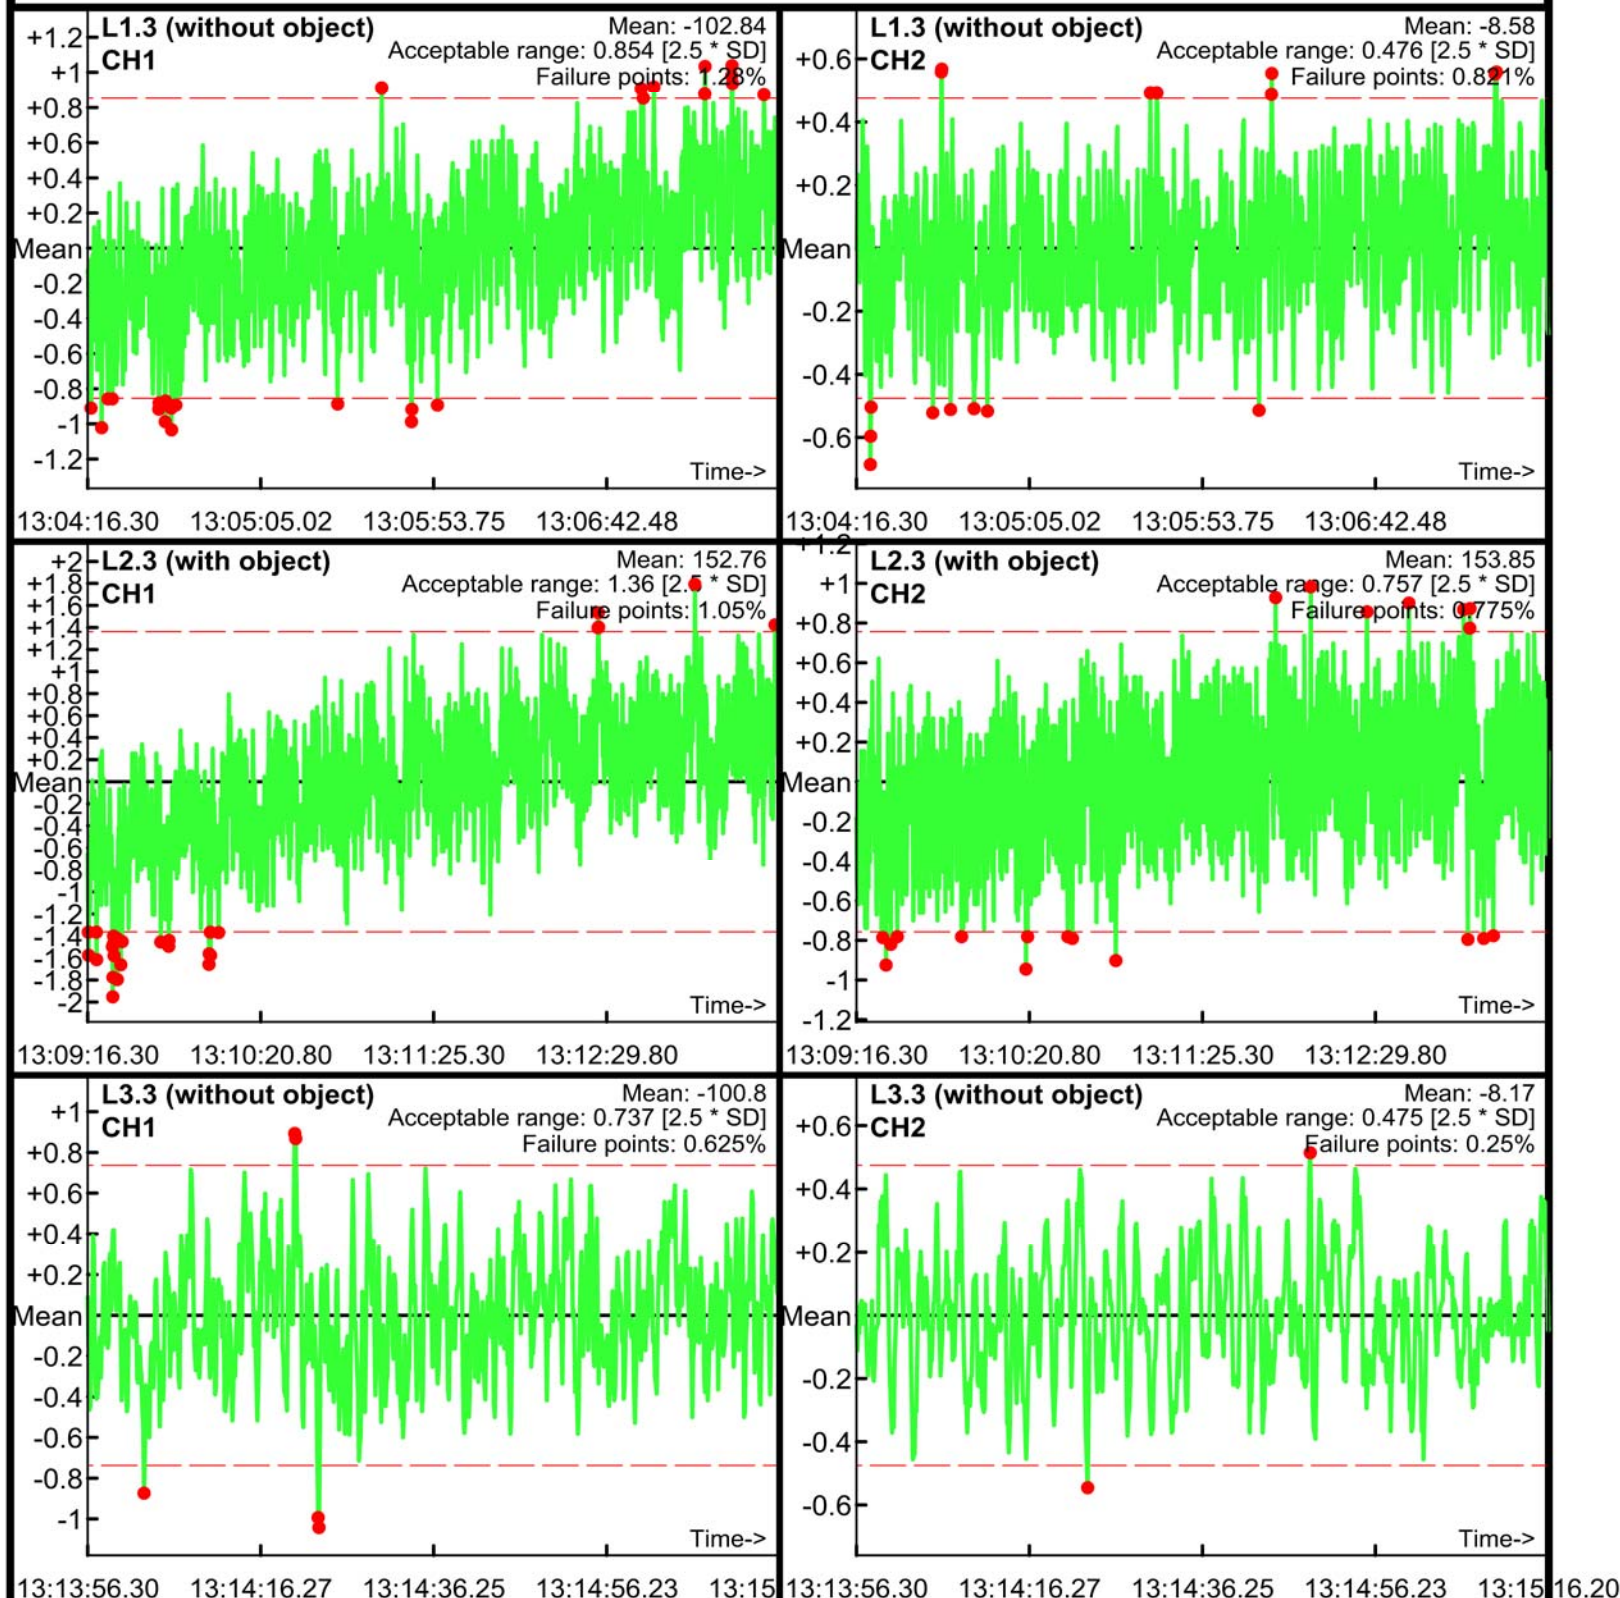 L1.3 (without object)
CH1
Mean: -102.84
Acceptable range: 0.854 [2.5 * SD]
Failure points: 1.28%
+1.2
+1
+0.8
+0.6
+0.4
+0.2
Mean
-0.2
-0.4
-0.6
-0.8
-1
-1.2
Time->
13:04:16.30 13:05:05.02 13:05:53.75 13:06:42.48
L1.3 (without object)
CH2
Mean: -8.58
Acceptable range: 0.476 [2.5 * SD]
Failure points: 0.821%
+0.6
+0.4
+0.2
Mean
-0.2
-0.4
-0.6
Time->
13:04:16.30 13:05:05.02 13:05:53.75 13:06:42.48
L2.3 (with object)
CH1
Mean: 152.76
Acceptable range: 1.36 [2.5 * SD]
Failure points: 1.05%
+2
+1.8
+1.6
+1.4
+1.2
+1
+0.8
+0.6
+0.4
+0.2
Mean
-0.2
-0.4
-0.6
-0.8
-1
-1.2
-1.4
-1.6
-1.8
-2
Time->
13:09:16.30 13:10:20.80 13:11:25.30 13:12:29.80
L2.3 (with object)
CH2
Mean: 153.85
Acceptable range: 0.757 [2.5 * SD]
Failure points: 0.775%
+1.2
+1
+0.8
+0.6
+0.4
+0.2
Mean
-0.2
-0.4
-0.6
-0.8
-1
-1.2
Time->
13:09:16.30 13:10:20.80 13:11:25.30 13:12:29.80
L3.3 (without object)
CH1
Mean: -100.8
Acceptable range: 0.737 [2.5 * SD]
Failure points: 0.625%
+1
+0.8
+0.6
+0.4
+0.2
Mean
-0.2
-0.4
-0.6
-0.8
-1
Time->
13:13:56.30 13:14:16.27 13:14:36.25 13:14:56.23 13:15
L3.3 (without object)
CH2
Mean: -8.17
Acceptable range: 0.475 [2.5 * SD]
Failure points: 0.25%
+0.6
+0.4
+0.2
Mean
-0.2
-0.4
-0.6
Time->
13:13:56.30 13:14:16.27 13:14:36.25 13:14:56.23 13:15:16.20